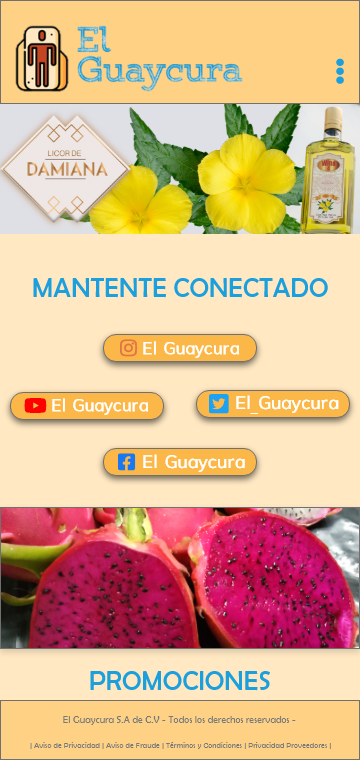 El
Guaycura
LICOR DE
DAMIANA
MANTENTE CONECTADO
El Guaycura
El Guaycura
El_Guaycura
El Guaycura
PROMOCIONES
El Guaycura S.A de C.V - Todos los derechos reservados -
| Aviso de Privacidad | Aviso de Fraude | Términos y Condiciones | Privacidad Proveedores |